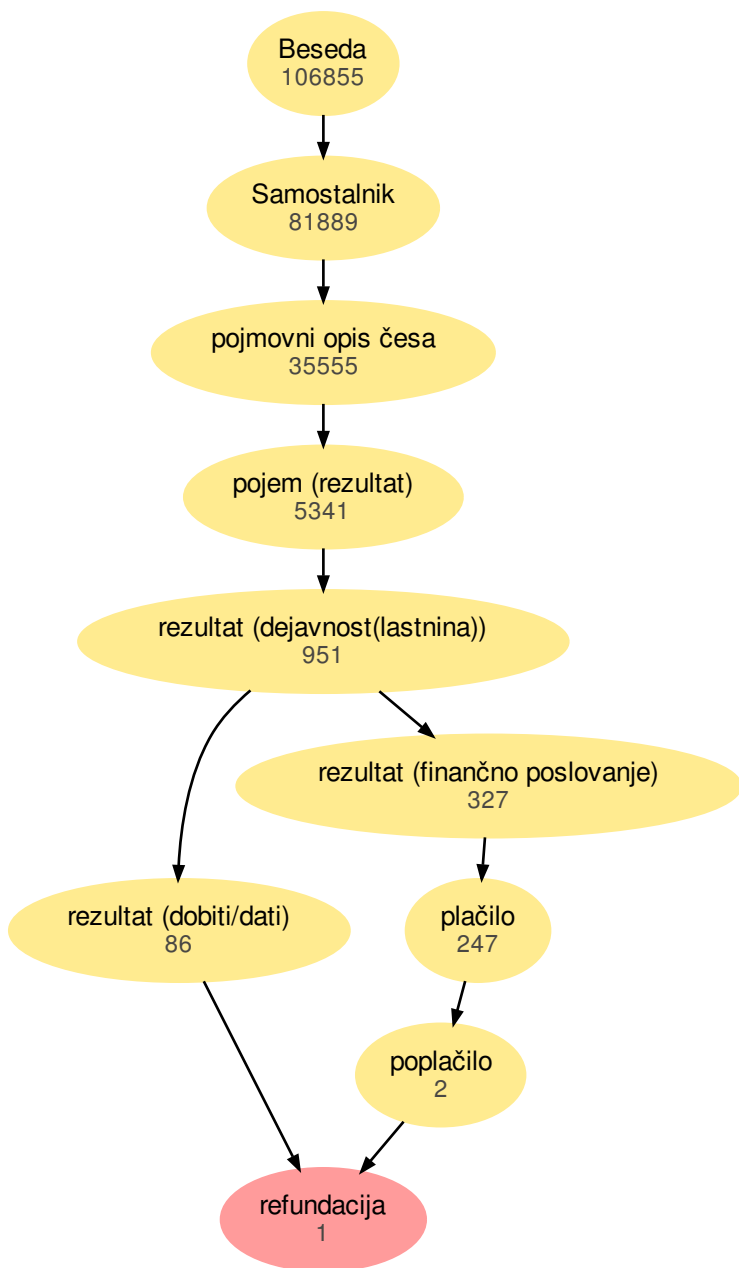 Beseda
106855
Samostalnik
81889
pojmovni opis česa
35555
pojem (rezultat)
5341
rezultat (dejavnost(lastnina))
951
rezultat (finančno poslovanje)
327
rezultat (dobiti/dati)
86
plačilo
247
poplačilo
2
refundacija
1